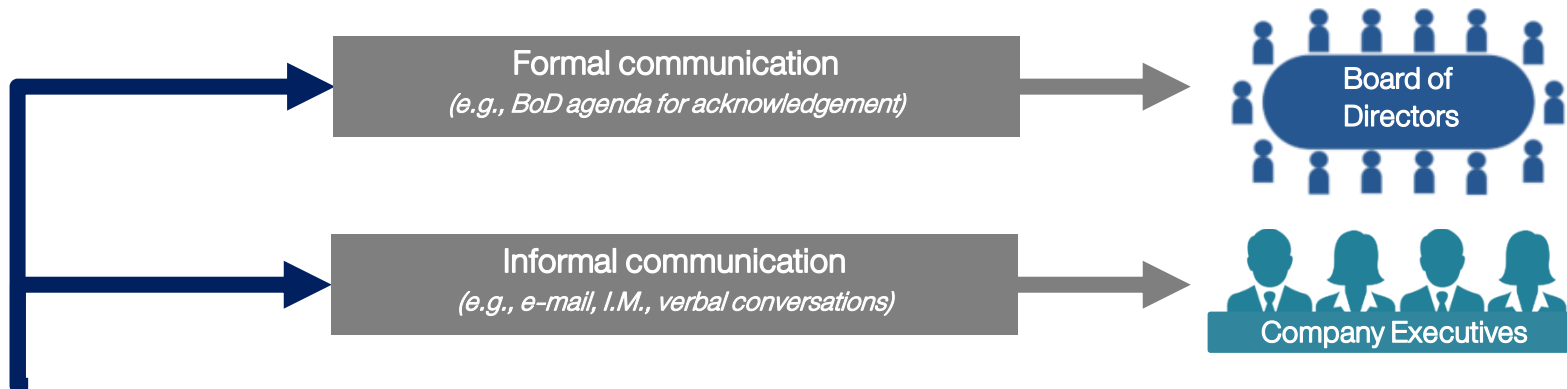 Formal communication
(e.g., BoD agenda for acknowledgement)
Board of
Directors
Informal communication
(e.g., e-mail, I.M., verbal conversations)
Company Executives